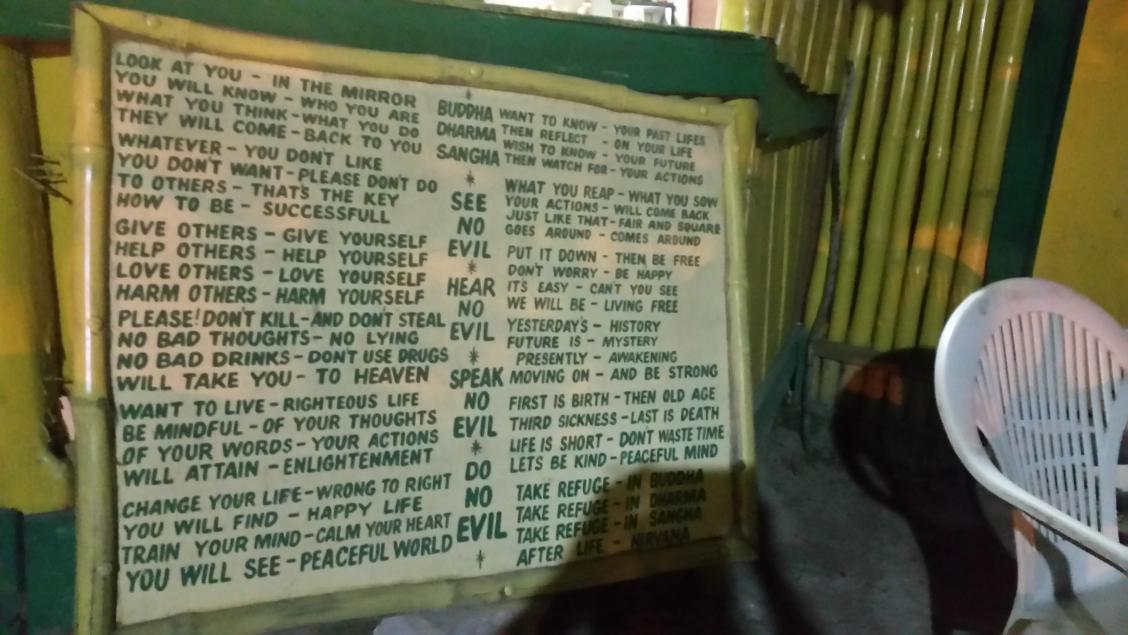 LOOK AT YOU - IN THE MIRROR
YOU WILL KNOW - WHO YOU ARE
WHAT YOU THINK - WHAT YOU DO
THEY WILL COME - BACK TO YOU
WHATEVER - YOU DON'T LIKE
YOU DON'T WANT - PLEASE DON'T DO
TO OTHERS - THAT'S THE KEY
HOW TO BE - SUCCESSFULL
GIVE OTHERS - GIVE YOURSELF
HELP OTHERS - HELP YOURSELF
LOVE OTHERS - LOVE YOURSELF
HARM OTHERS - HARM YOURSELF
PLEASE! DON'T KILL - AND DON'T STEAL
NO BAD THOUGHTS - NO LYING
NO BAD DRINKS - DON'T USE DRUGS
WILL TAKE YOU - TO HEAVEN
WANT TO LIVE - RIGHTEOUS LIFE
BE MINDFUL - OF YOUR THOUGHTS
OF YOUR WORDS - YOUR ACTIONS
WILL ATTAIN - ENLIGHTENMENT
CHANGE YOUR LIFE - WRONG TO RIGHT
YOU WILL FIND - HAPPY LIFE
TRAIN YOUR MIND - CALM YOUR HEART
YOU WILL SEE - PEACEFUL WORLD
*
BUDDHA
DHARMA
SANGHA
*
SEE
NO
EVIL
*
HEAR
NO
EVIL
*
SPEAK
NO
EVIL
*
DO
NO
EVIL
*
WANT TO KNOW - YOUR PAST LIFES
THEN REFLECT - ON YOUR LIFE
WISH TO KNOW - YOUR FUTURE
THEN WATCH FOR - YOUR ACTIONS
WHAT YOU REAP - WHAT YOU SOW
YOUR ACTIONS - WILL COME BACK
JUST LIKE THAT - FAIR AND SQUARE
GOES AROUND - COMES AROUND
PUT IT DOWN - THEN BE FREE
DON'T WORRY - BE HAPPY
IT'S EASY - CAN'T YOU SEE
WE WILL BE - LIVING FREE
YESTERDAY'S - HISTORY
FUTURE IS - MYSTERY
PRESENTLY - AWAKENING
MOVING ON - AND BE STRONG
FIRST IS BIRTH - THEN OLD AGE
THIRD SICKNESS - LAST IS DEATH
LIFE IS SHORT - DON'T WASTE TIME
LETS BE KIND - PEACEFUL MIND
TAKE REFUGE - IN BUDDHA
TAKE REFUGE - IN DHARMA
TAKE REFUGE - IN SANGHA
AFTER LIFE - NIRVANA